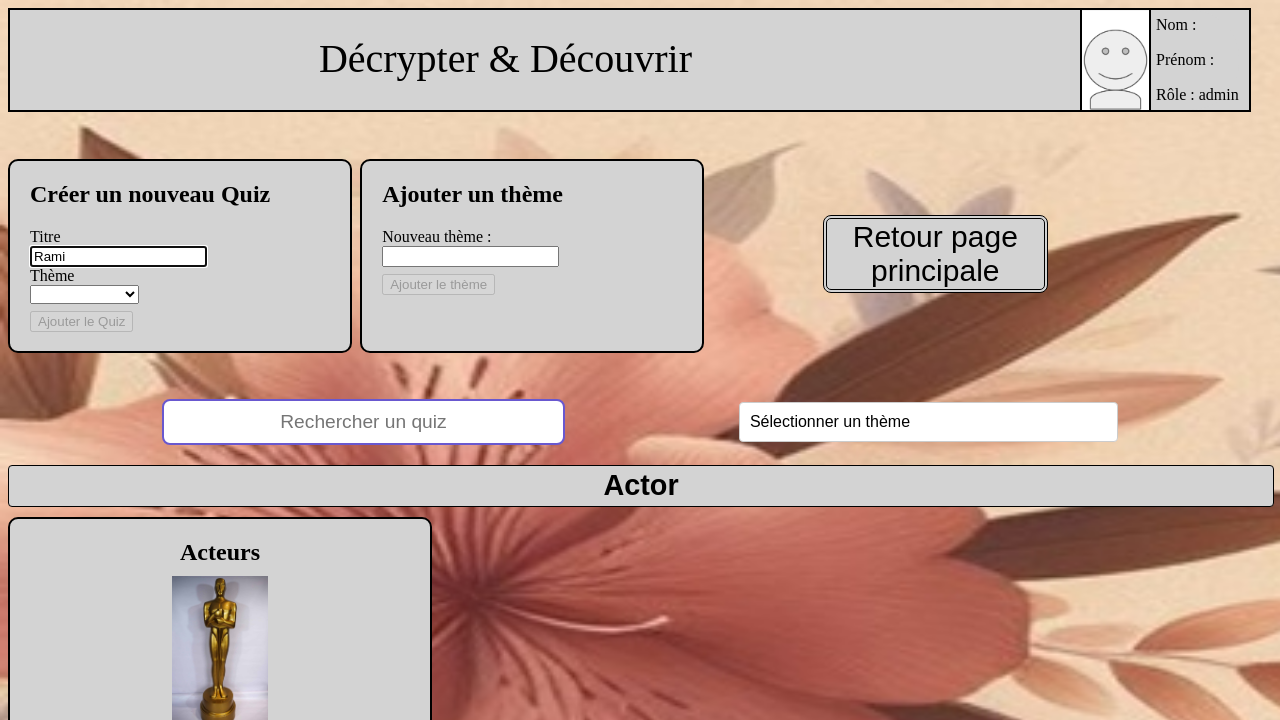 Décrypter & Découvrir
Nom :
Prénom :
Rôle : admin
Créer un nouveau Quiz
Titre
Rami
Thème
Ajouter le Quiz
Ajouter un thème
Nouveau thème :
Ajouter le thème
Retour page
principale
Rechercher un quiz
Sélectionner un thème
Actor
Acteurs